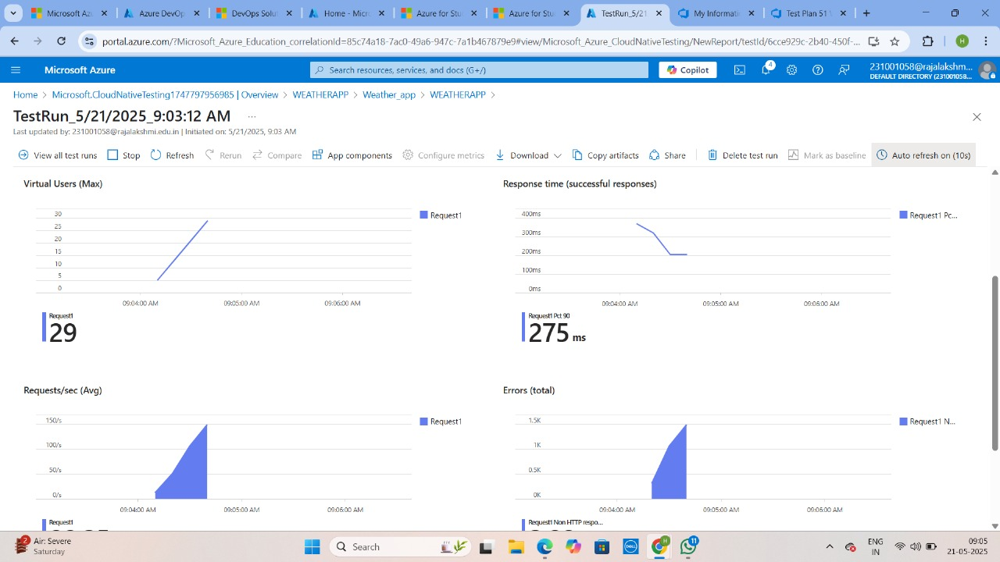 Microsoft Az
Azure DevOp
DevOps Solu
Home - Micr
Azure for Stu
Azure for Stu
TestRun_5/21
My Informati
Test Plan 51
portal.azure.com/?Microsoft_Azure_Education_correlationId=85c74a18-7ac0-49a6-947c-7a1b467879e9#view/Microsoft_Azure_CloudNativeTesting/NewReport/testId/6cce929c-2b40-450f-...
H
Microsoft Azure
Search resources, services, and docs (G+/)
Copilot
4
231001058@rajalakshm...
DEFAULT DIRECTORY (231001058...
Home > Microsoft.CloudNativeTesting1747797956985 | Overview > WEATHERAPP > Weather_app > WEATHERAPP >
TestRun_5/21/2025_9:03:12 AM ...
Last updated by: 231001058@rajalakshmi.edu.in | Initiated on: 5/21/2025, 9:03 AM
View all test runs Stop Refresh Rerun Compare App components Configure metrics Download Copy artifacts Share Delete test run Mark as baseline Auto refresh on (10s)
Virtual Users (Max)
30
25
20
15
10
5
0
09:04:00 AM 09:05:00 AM 09:06:00 AM
Request1
Request1
29
Response time (successful responses)
400ms
300ms
200ms
100ms
0ms
09:04:00 AM 09:05:00 AM 09:06:00 AM
Request1 Pc...
Request1 Pct 90
275 ms
Requests/sec (Avg)
150/s
100/s
50/s
0/s
09:04:00 AM 09:05:00 AM 09:06:00 AM
Request1
Request1
Errors (total)
1.5K
1K
0.5K
0K
09:04:00 AM 09:05:00 AM 09:06:00 AM
Request1 N...
Request1 Non HTTP respo...
2
Air: Severe
Saturday
Search
DELL
H
11
ENG
IN
09:05
21-05-2025